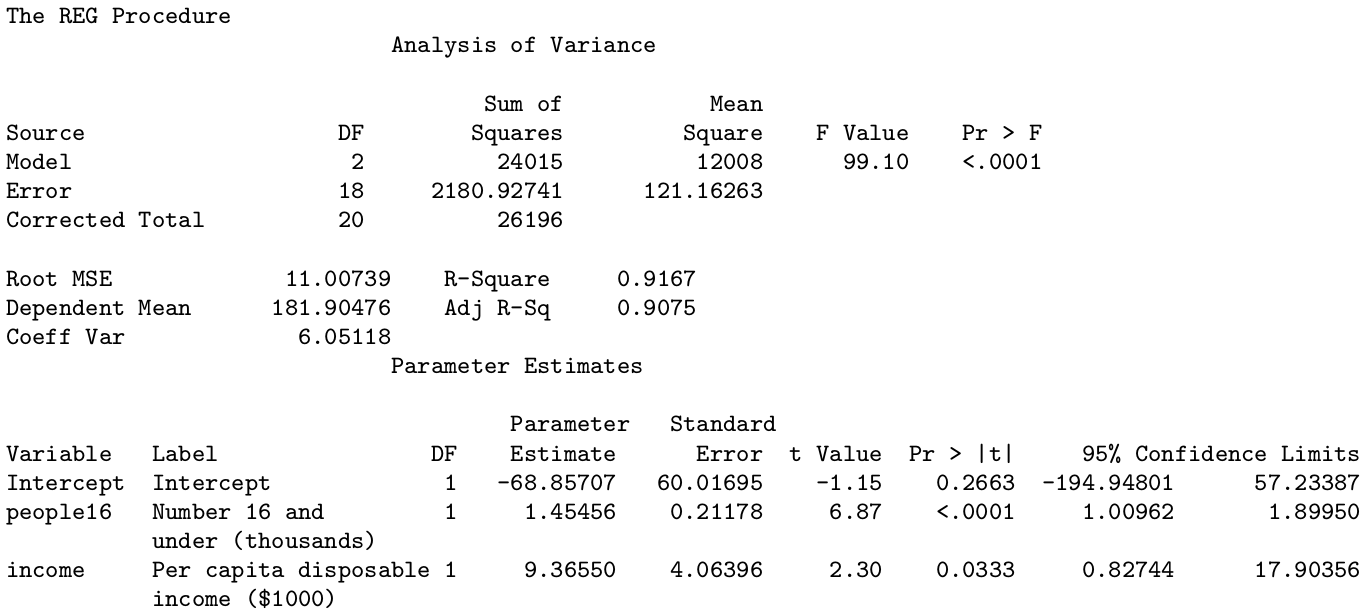 The REG Procedure
Analysis of Variance
Sum of Mean
Source DF Squares Square F Value Pr > F
Model 2 24015 12008 99.10 <.0001
Error 18 2180.92741 121.16263
Corrected Total 20 26196
Root MSE 11.00739 R-Square 0.9167
Dependent Mean 181.90476 Adj R-Sq 0.9075
Coeff Var 6.05118
Parameter Estimates
Parameter Standard
Variable Label DF Estimate Error t Value Pr > |t| 95% Confidence Limits
Intercept Intercept 1 -68.85707 60.01695 -1.15 0.2663 -194.94801 57.23387
people16 Number 16 and 1 1.45456 0.21178 6.87 <.0001 1.00962 1.89950
under (thousands)
income Per capita disposable 1 9.36550 4.06396 2.30 0.0333 0.82744 17.90356
income ($1000)